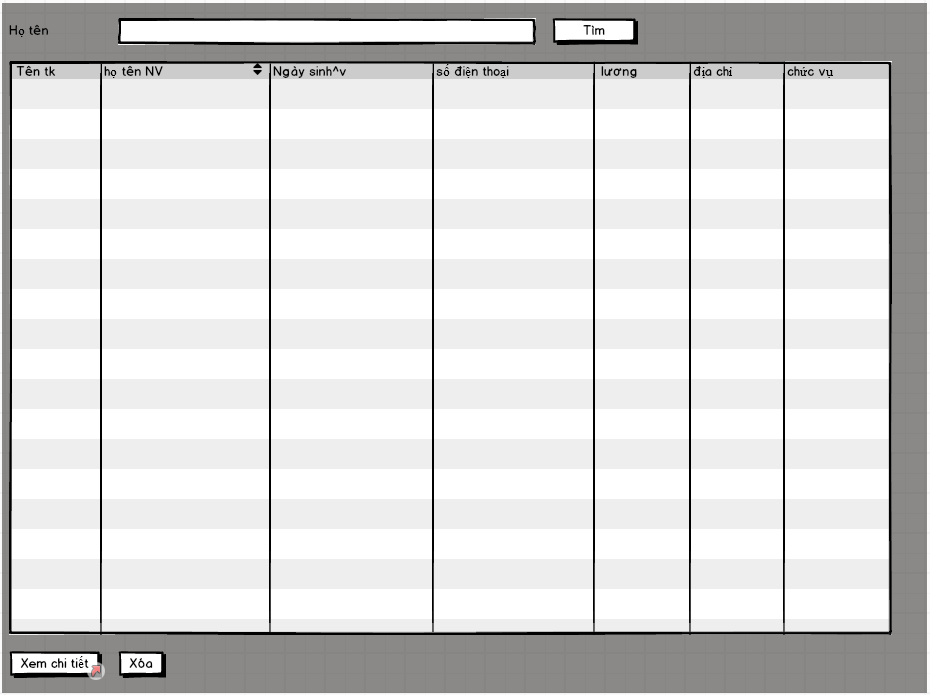 Họ tên Tìm
Tên tk họ tên NV Ngày sinh^v số điện thoại lương địa chỉ chức vụ
Xem chi tiết Xóa